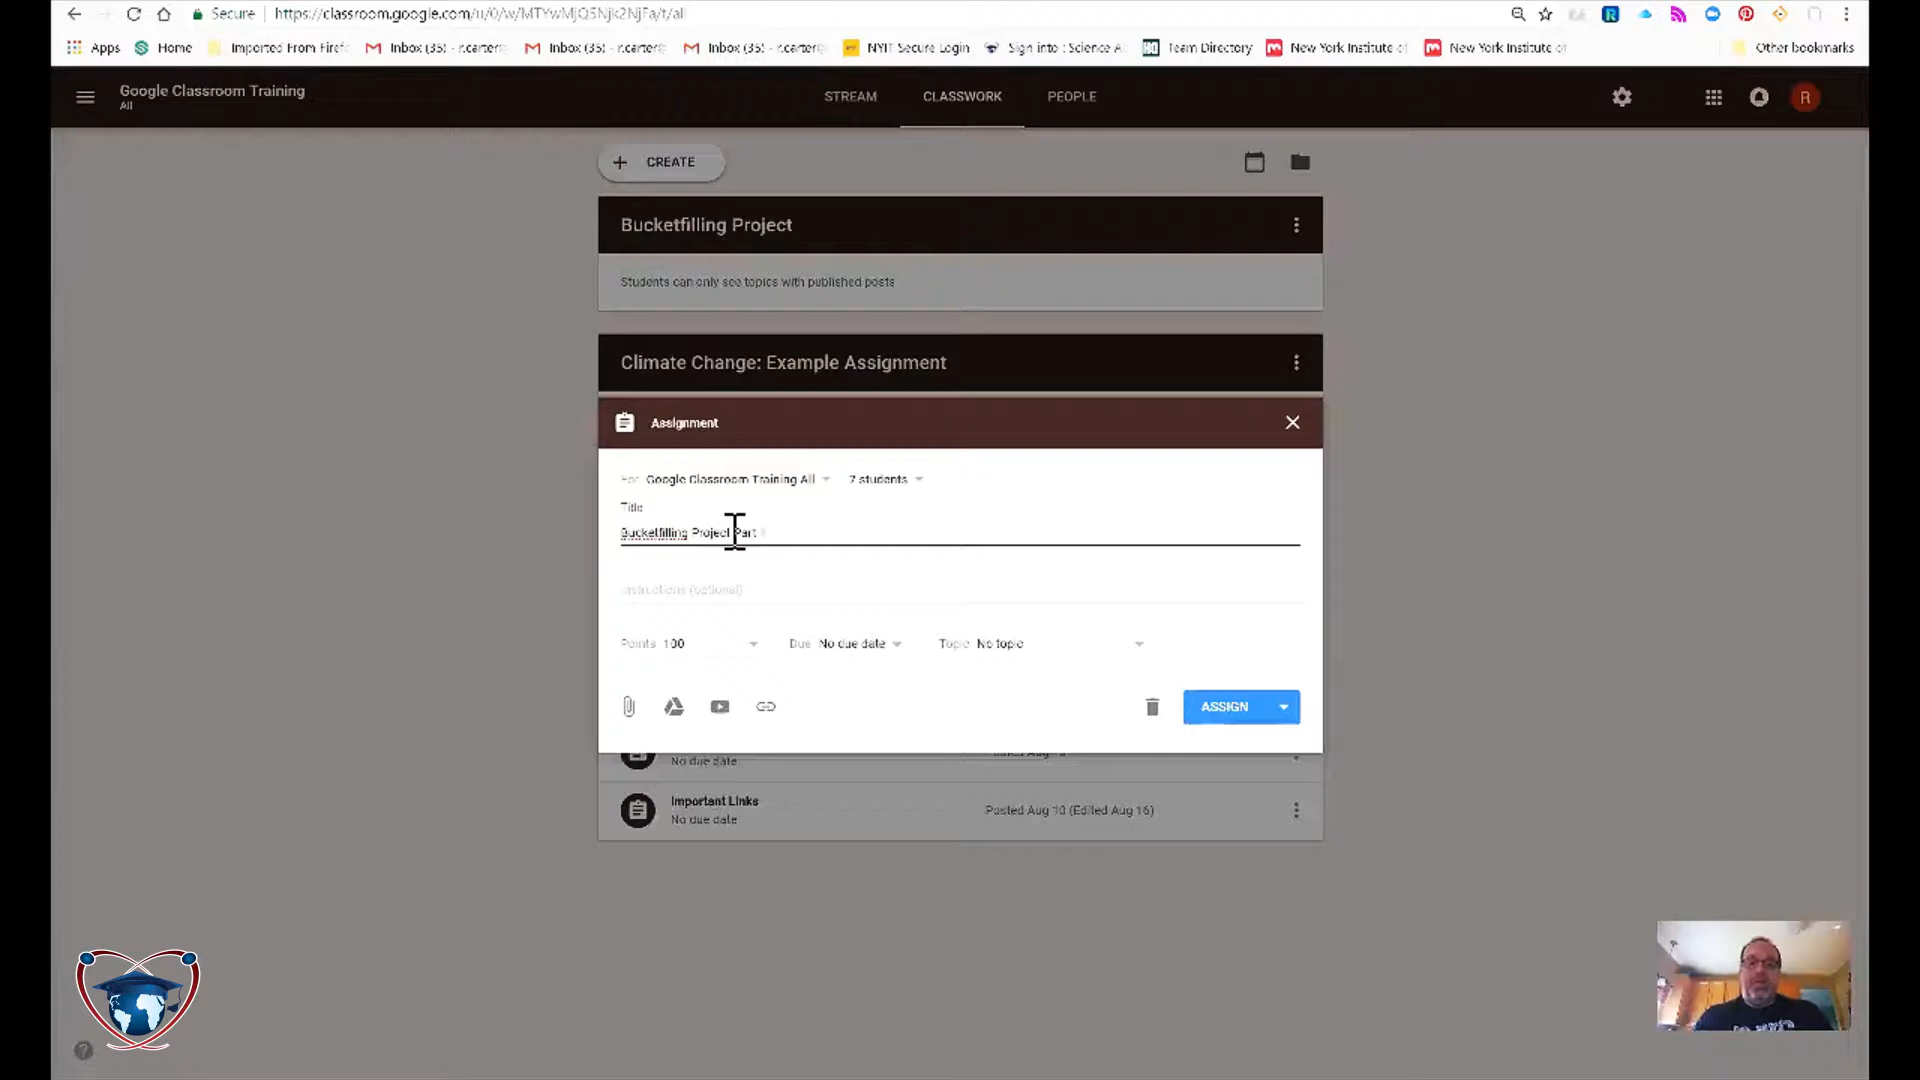 Secure
https://classroom.google.com/u/0/w/MTYwMjQ5Njk2NjFa/t/all
Apps
Home
Imported From Firef
Inbox (35) - r.carter
Inbox (35) - r.carter
Inbox (35) - r.carter
NYIT Secure Login
Sign into : Science A
Team Directory
New York Institute of
New York Institute of
Other bookmarks
Google Classroom Training
All
STREAM
CLASSWORK
PEOPLE
R
CREATE
Bucketfilling Project
Students can only see topics with published posts
Climate Change: Example Assignment
Assignment
For Google Classroom Training All
7 students
Title
Bucketfilling Project Part
Instructions (optional)
Points 100
Due No due date
Topic No topic
ASSIGN
No due date
Important Links
No due date
Posted Aug 10 (Edited Aug 16)